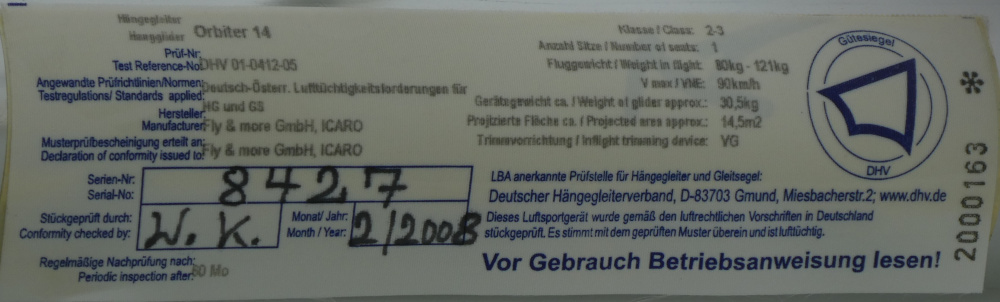 Hängegleiter
Hangglider Orbiter 14
Prüf-Nr.
Test Reference-No. DHV 01-0412-05
Angewandte Prüfrichtlinien/Normen: Deutsch-Österr. Lufttüchtigkeitsforderungen für
Testregulations/ Standards applied: HG und GS
Hersteller
Manufacturer: Fly & more GmbH, ICARO
Musterprüfbescheinigung erteilt an:
Declaration of conformity issued to: Fly & more GmbH, ICARO
Serien-Nr:
Serial-No: 8427
Stückgeprüft durch:
Conformity checked by: W. K.
Monat/ Jahr:
Month / Year: 2/2008
Regelmäßige Nachprüfung nach:
Periodic inspection after: 60 Mo
Klasse / Class: 2-3
Anzahl Sitze / Number of seats: 1
Fluggewicht / Weight in flight: 80kg - 121kg
V max / VNE: 90km/h
Gerätegewicht ca. / Weight of glider approx.: 30,5kg
Projizierte Fläche ca. / Projected area approx.: 14,5m2
Trimmvorrichtung / Inflight trimming device: VG
Gütesiegel
DHV
LBA anerkannte Prüfstelle für Hängegleiter und Gleitsegel:
Deutscher Hängegleiterverband, D-83703 Gmund, Miesbacherstr.2; www.dhv.de
Dieses Luftsportgerät wurde gemäß den luftrechtlichen Vorschriften in Deutschland
stückgeprüft. Es stimmt mit dem geprüften Muster überein und ist lufttüchtig.
Vor Gebrauch Betriebsanweisung lesen!
2000163 *